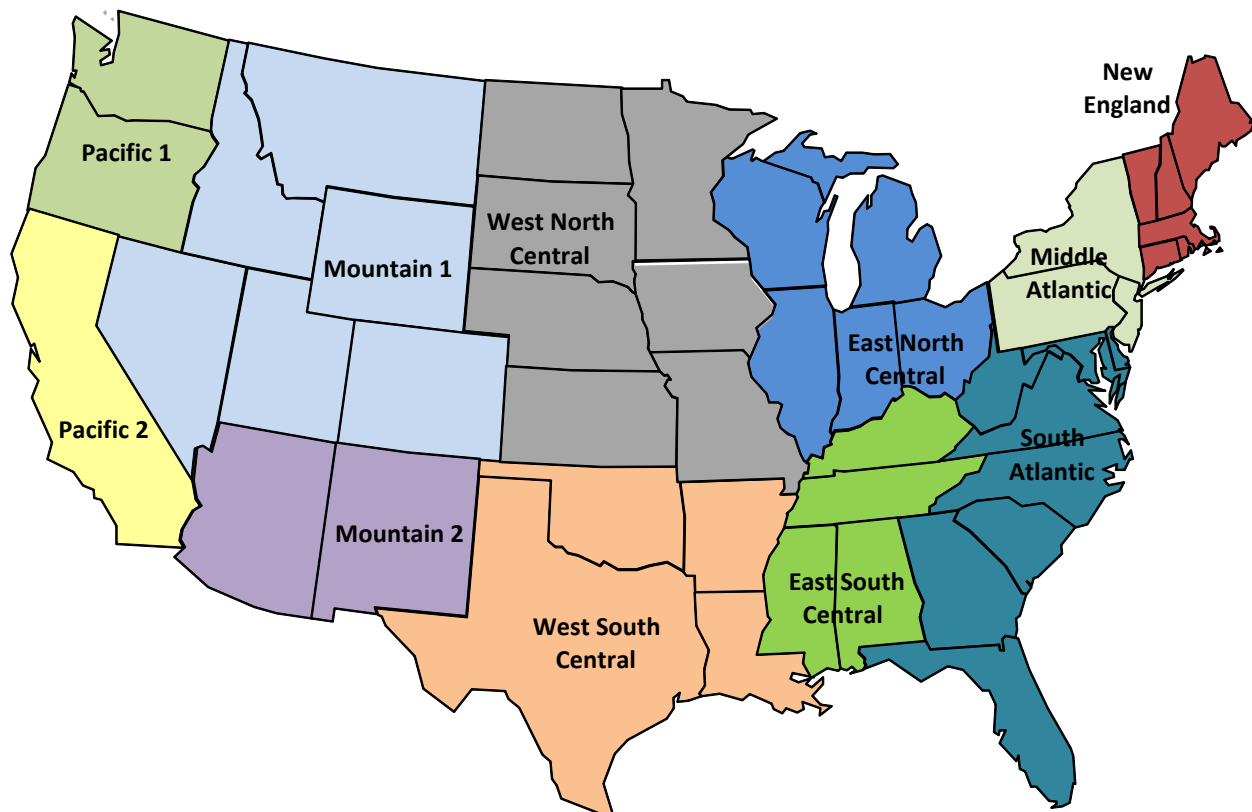 New
England
Pacific 1
West North
Central
Mountain 1
Middle
Atlantic
East North
Central
Pacific 2
South
Atlantic
Mountain 2
East South
Central
West South
Central